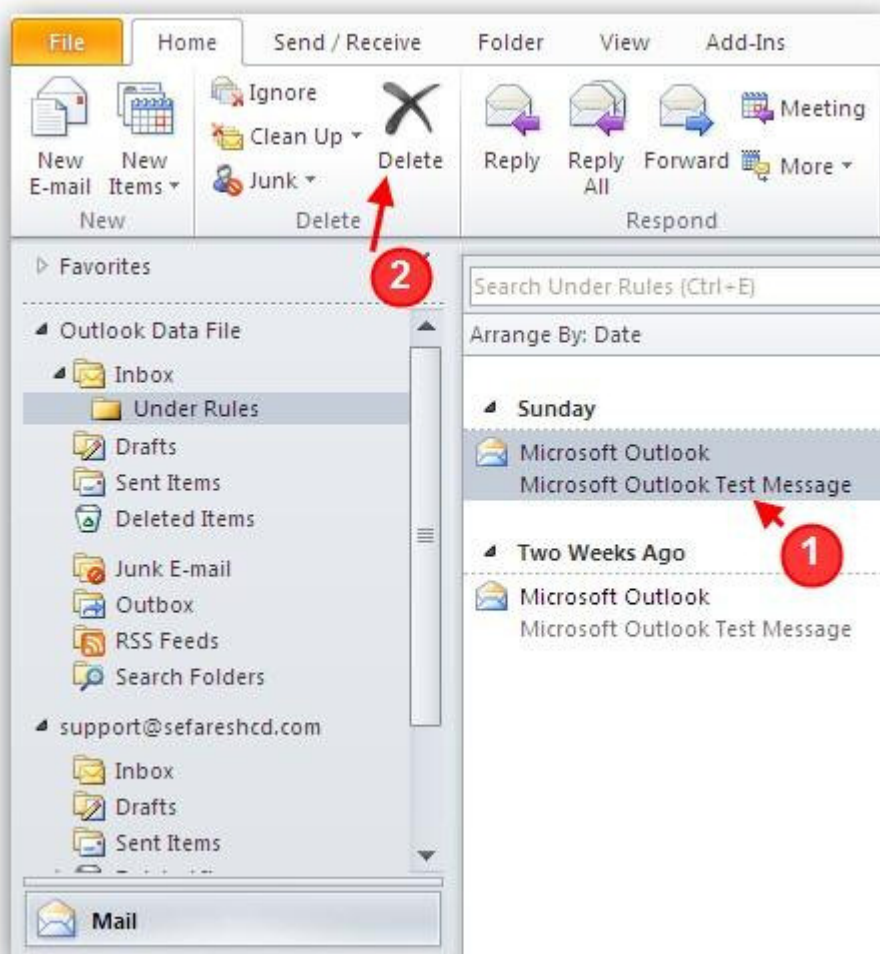 File Home Send / Receive Folder View Add-Ins
Ignore
Clean Up
Junk
Delete
New E-mail
New Items
Reply
Reply All
Forward
Meeting
More
New Delete Respond
2
Favorites
Search Under Rules (Ctrl+E)
Outlook Data File
Arrange By: Date
Inbox
Under Rules
Drafts
Sent Items
Deleted Items
Junk E-mail
Outbox
RSS Feeds
Search Folders
support@sefareshcd.com
Inbox
Drafts
Sent Items
Mail
Sunday
Microsoft Outlook
Microsoft Outlook Test Message
1
Two Weeks Ago
Microsoft Outlook
Microsoft Outlook Test Message